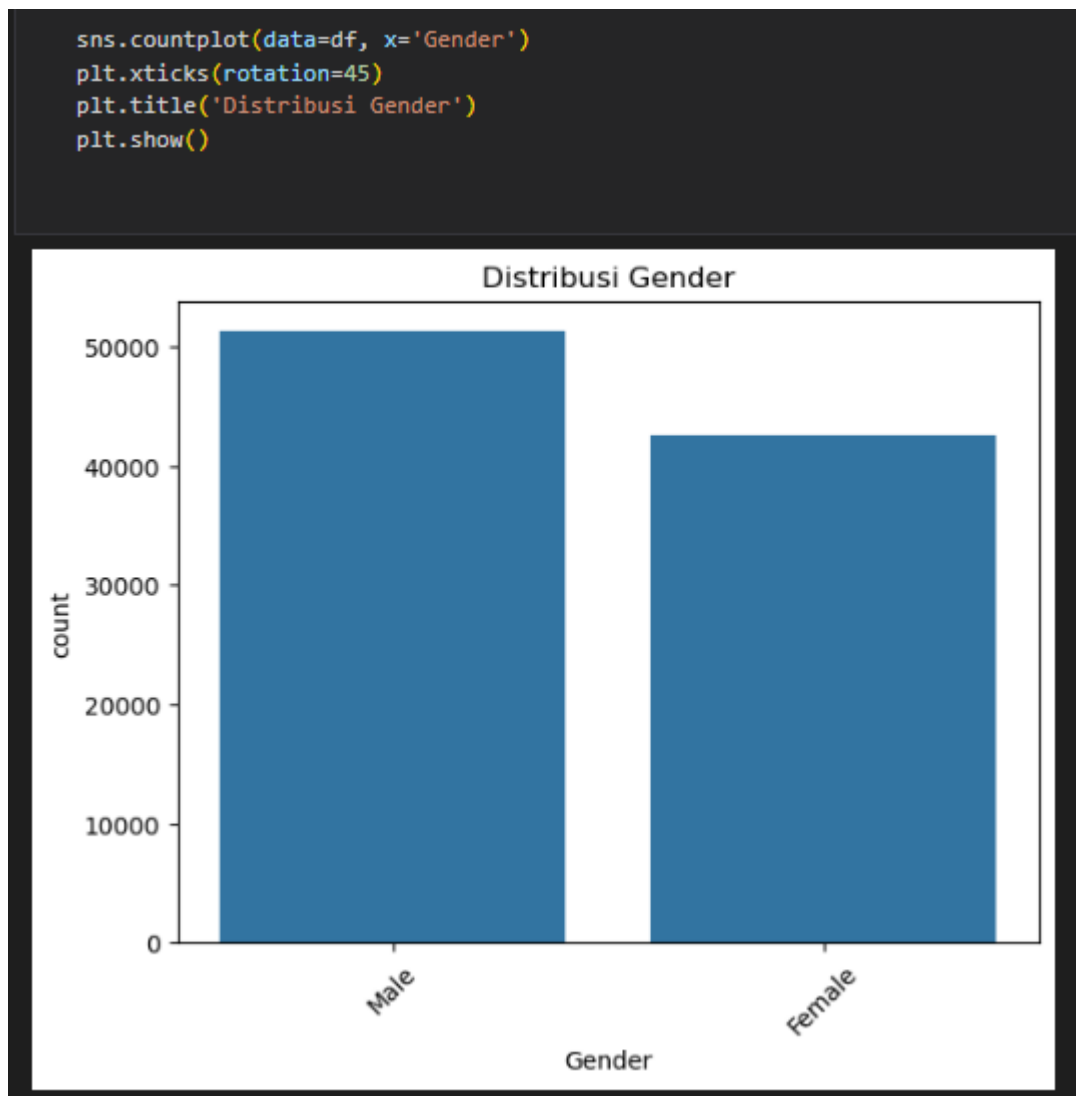 sns.countplot(data=df, x='Gender')
plt.xticks(rotation=45)
plt.title('Distribusi Gender')
plt.show()
Distribusi Gender
50000
40000
30000
20000
10000
0
count
Male
Female
Gender